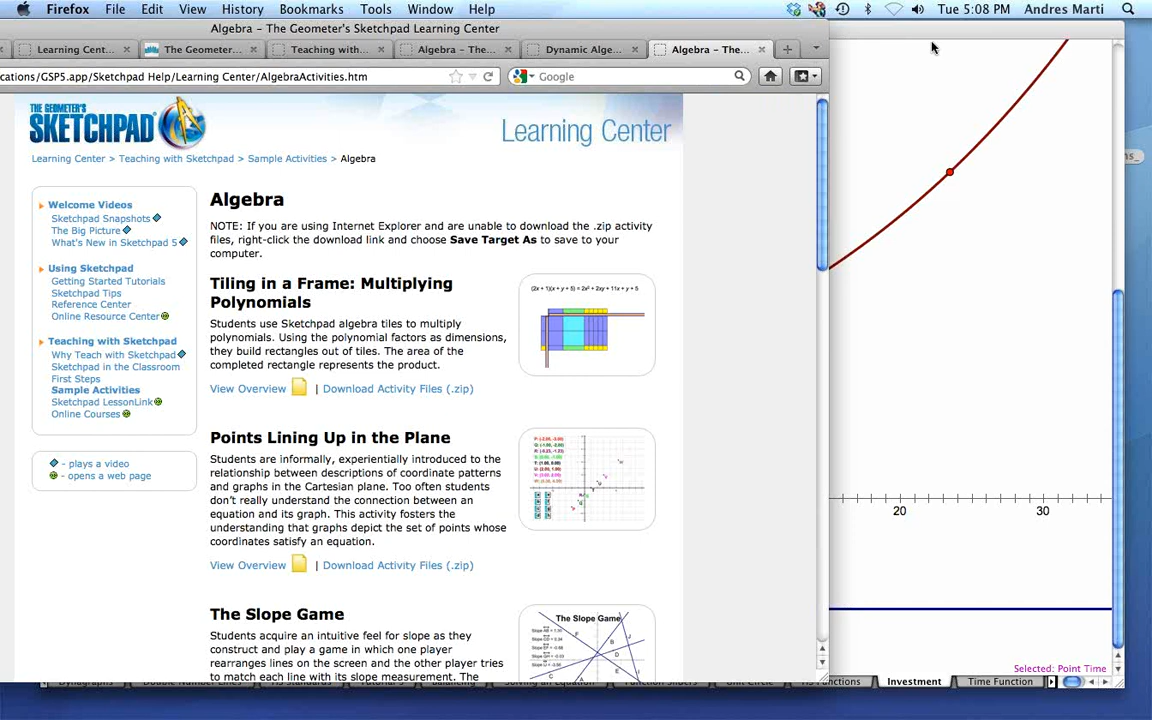 Firefox File Edit View History Bookmarks Tools Window Help Tue 5:08 PM Andres Marti
Algebra – The Geometer's Sketchpad Learning Center
Learning Cent... The Geometer... Teaching with... Algebra – The... Dynamic Alge... Algebra – The...
cations/GSP5.app/Sketchpad Help/Learning Center/AlgebraActivities.htm Google
THE GEOMETER'S
SKETCHPAD
Learning Center
Learning Center > Teaching with Sketchpad > Sample Activities > Algebra
Welcome Videos
Sketchpad Snapshots
The Big Picture
What's New in Sketchpad 5
Using Sketchpad
Getting Started Tutorials
Sketchpad Tips
Reference Center
Online Resource Center
Teaching with Sketchpad
Why Teach with Sketchpad
Sketchpad in the Classroom
First Steps
Sample Activities
Sketchpad LessonLink
Online Courses
- plays a video
- opens a web page
Algebra
NOTE: If you are using Internet Explorer and are unable to download the .zip activity
files, right-click the download link and choose Save Target As to save to your
computer.
Tiling in a Frame: Multiplying
Polynomials
Students use Sketchpad algebra tiles to multiply
polynomials. Using the polynomial factors as dimensions,
they build rectangles out of tiles. The area of the
completed rectangle represents the product.
View Overview | Download Activity Files (.zip)
(2x + 1)(x + y + 5) = 2x² + 2xy + 11x + y + 5
Points Lining Up in the Plane
Students are informally, experientially introduced to the
relationship between descriptions of coordinate patterns
and graphs in the Cartesian plane. Too often students
don't really understand the connection between an
equation and its graph. This activity fosters the
understanding that graphs depict the set of points whose
coordinates satisfy an equation.
View Overview | Download Activity Files (.zip)
The Slope Game
Students acquire an intuitive feel for slope as they
construct and play a game in which one player
rearranges lines on the screen and the other player tries
to match each line with its slope measurement. The
The Slope Game
20 30
Selected: Point Time
Investment Time Function